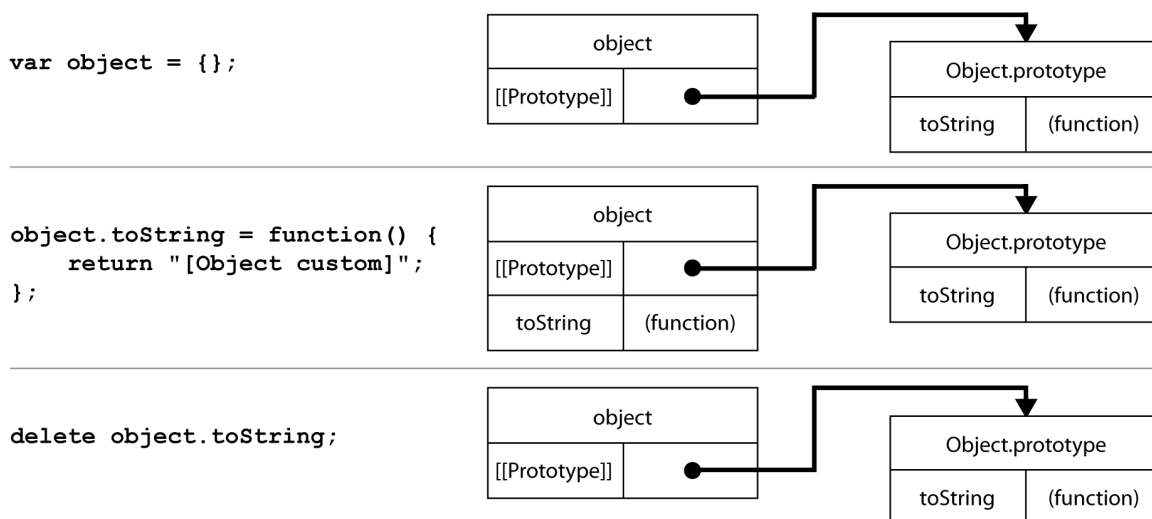 var object = {};
object
[[Prototype]]
Object.prototype
toString (function)
object.toString = function() {
    return "[Object custom]";
};
object
[[Prototype]]
toString (function)
Object.prototype
toString (function)
delete object.toString;
object
[[Prototype]]
Object.prototype
toString (function)